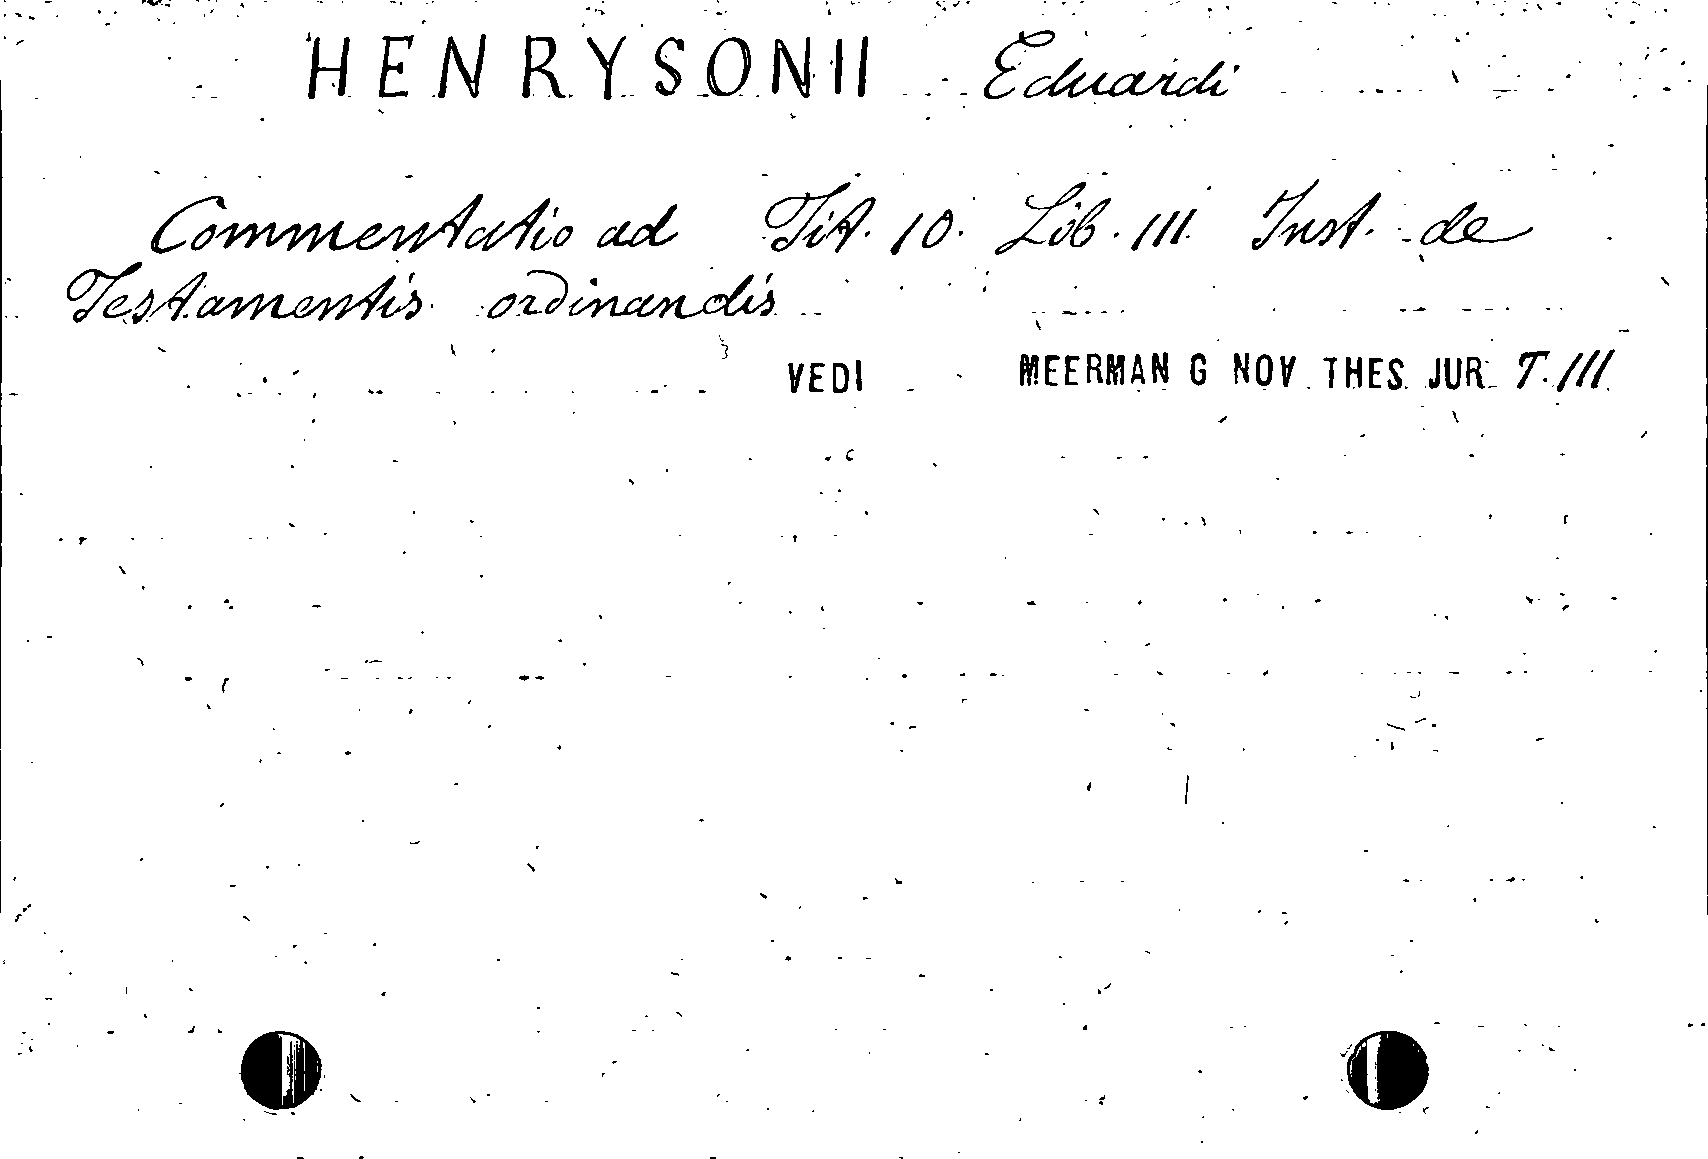 HENRYSONII Eduardi
Commentatio ad Tit. 10. Lib. III Inst. de
Testamentis ordinandis
VEDI MEERMAN G NOV THES JUR T. III